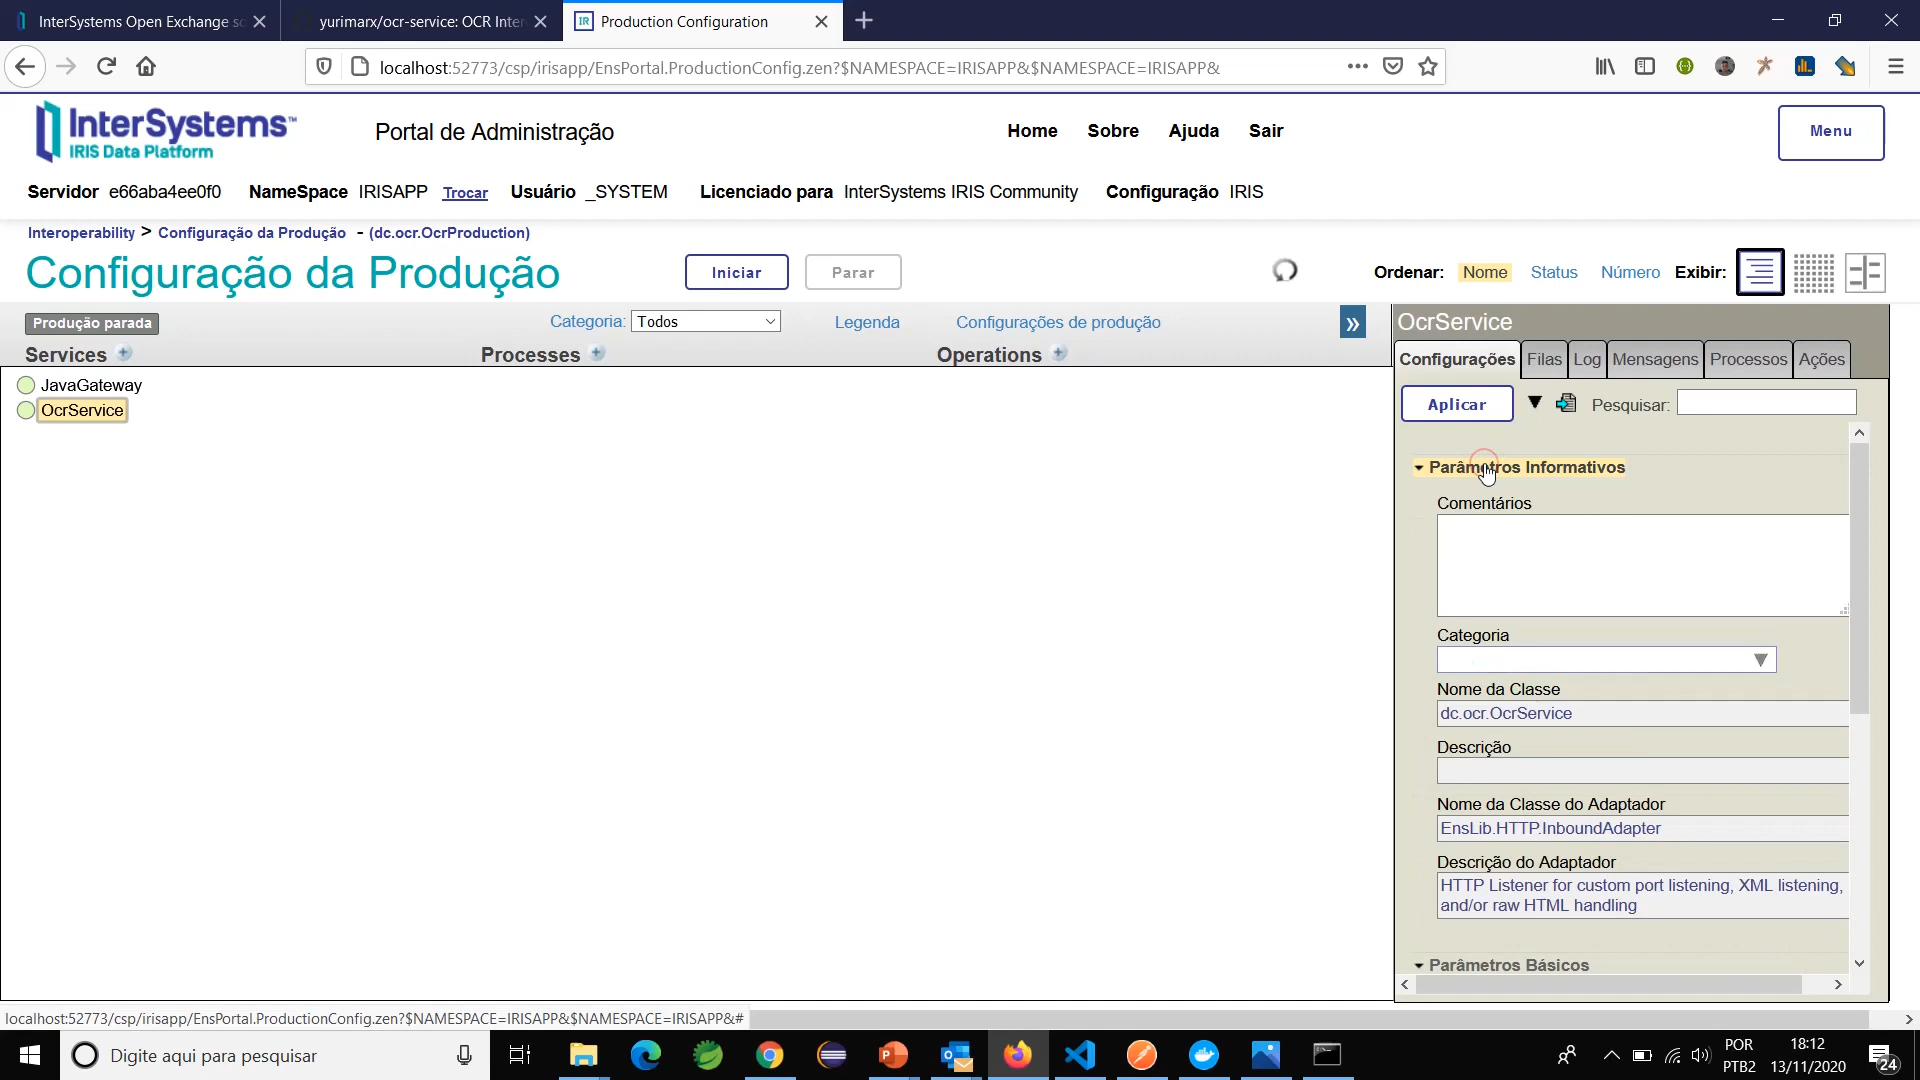 InterSystems Open Exchange so
yurimarx/ocr-service: OCR Inter
IR Production Configuration
localhost:52773/csp/irisapp/EnsPortal.ProductionConfig.zen?$NAMESPACE=IRISAPP&$NAMESPACE=IRISAPP&
InterSystems™
IRIS Data Platform
Portal de Administração
Home Sobre Ajuda Sair
Menu
Servidor e66aba4ee0f0 NameSpace IRISAPP Trocar Usuário _SYSTEM Licenciado para InterSystems IRIS Community Configuração IRIS
Interoperability > Configuração da Produção - (dc.ocr.OcrProduction)
Configuração da Produção
Iniciar Parar
Ordenar: Nome Status Número Exibir:
Produção parada
Categoria: Todos
Legenda
Configurações de produção
»
Services
Processes
Operations
JavaGateway
OcrService
OcrService
Configurações Filas Log Mensagens Processos Ações
Aplicar
Pesquisar:
Parâmetros Informativos
Comentários
Categoria
Nome da Classe
dc.ocr.OcrService
Descrição
Nome da Classe do Adaptador
EnsLib.HTTP.InboundAdapter
Descrição do Adaptador
HTTP Listener for custom port listening, XML listening,
and/or raw HTML handling
Parâmetros Básicos
localhost:52773/csp/irisapp/EnsPortal.ProductionConfig.zen?$NAMESPACE=IRISAPP&$NAMESPACE=IRISAPP&#
Digite aqui para pesquisar
POR
PTB2
18:12
13/11/2020
24